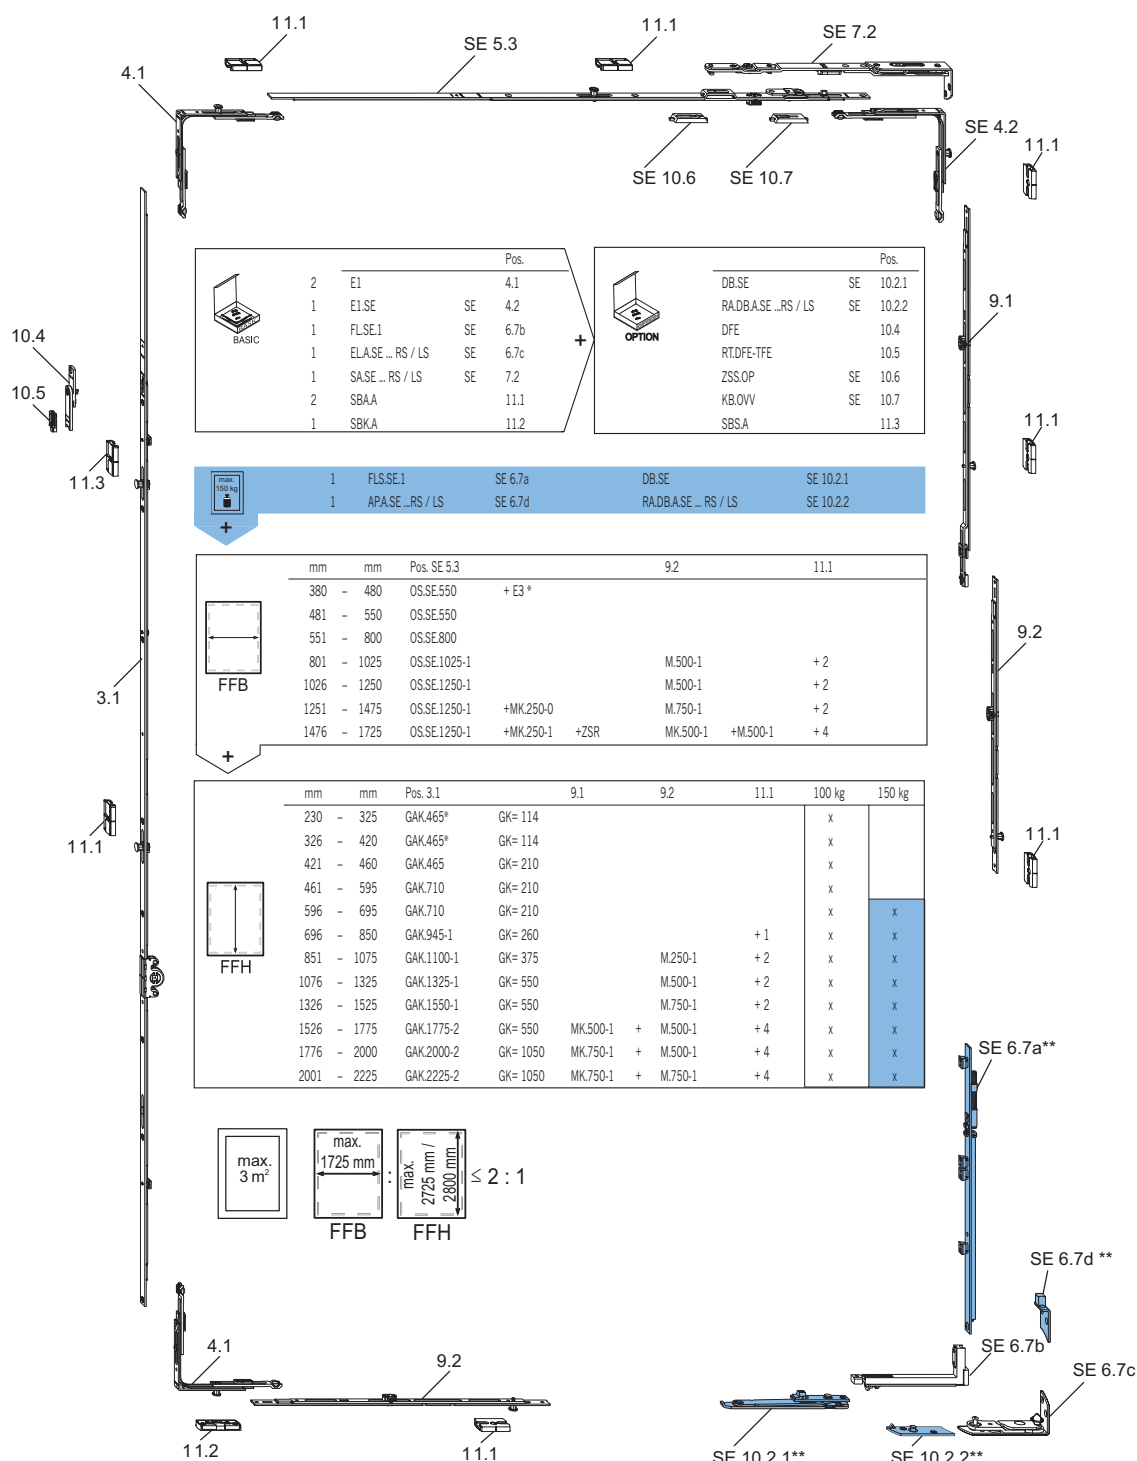 11.1
SE 5.3
11.1
SE 7.2
4.1
SE 4.2
11.1
SE 10.6
SE 10.7
Pos.
2 E1 4.1
1 E1.SE SE 4.2
1 FL.SE.1 SE 6.7b
1 EL.A.SE ... RS / LS SE 6.7c
1 SA.SE ... RS / LS SE 7.2
2 SBA.A 11.1
1 SBK.A 11.2
BASIC
+
OPTION
Pos.
DB.SE SE 10.2.1
RA.DB.A.SE ...RS / LS SE 10.2.2
DFE 10.4
RT.DFE-TFE 10.5
ZSS.OP SE 10.6
KB.OVV SE 10.7
SBS.A 11.3
9.1
10.4
10.5
11.3
11.1
max.
150 kg
1 FLS.SE.1 SE 6.7a DB.SE SE 10.2.1
1 AP.A.SE ...RS / LS SE 6.7d RA.DB.A.SE ... RS / LS SE 10.2.2
+
mm mm Pos. SE 5.3 9.2 11.1
380 – 480 OS.SE.550 + E3 *
481 – 550 OS.SE.550
551 – 800 OS.SE.800
801 – 1025 OS.SE.1025-1 M.500-1 + 2
1026 – 1250 OS.SE.1250-1 M.500-1 + 2
1251 – 1475 OS.SE.1250-1 +MK.250-0 M.750-1 + 2
1476 – 1725 OS.SE.1250-1 +MK.250-1 +ZSR MK.500-1 +M.500-1 + 4
FFB
+
9.2
3.1
mm mm Pos. 3.1 9.1 9.2 11.1 100 kg 150 kg
230 – 325 GAK.465* GK= 114 x
326 – 420 GAK.465* GK= 114 x
421 – 460 GAK.465 GK= 210 x
461 – 595 GAK.710 GK= 210 x
596 – 695 GAK.710 GK= 210 x x
696 – 850 GAK.945-1 GK= 260 + 1 x x
851 – 1075 GAK.1100-1 GK= 375 M.250-1 + 2 x x
1076 – 1325 GAK.1325-1 GK= 550 M.500-1 + 2 x x
1326 – 1525 GAK.1550-1 GK= 550 M.750-1 + 2 x x
1526 – 1775 GAK.1775-2 GK= 550 MK.500-1 + M.500-1 + 4 x x
1776 – 2000 GAK.2000-2 GK= 1050 MK.750-1 + M.500-1 + 4 x x
2001 – 2225 GAK.2225-2 GK= 1050 MK.750-1 + M.750-1 + 4 x x
FFH
11.1
11.1
SE 6.7a**
max.
3 m²
max.
1725 mm
FFB
:
max.
2725 mm /
2800 mm
FFH
≤ 2 : 1
SE 6.7d **
4.1
9.2
SE 6.7b
SE 6.7c
11.2
11.1
SE 10.2.1**
SE 10.2.2**